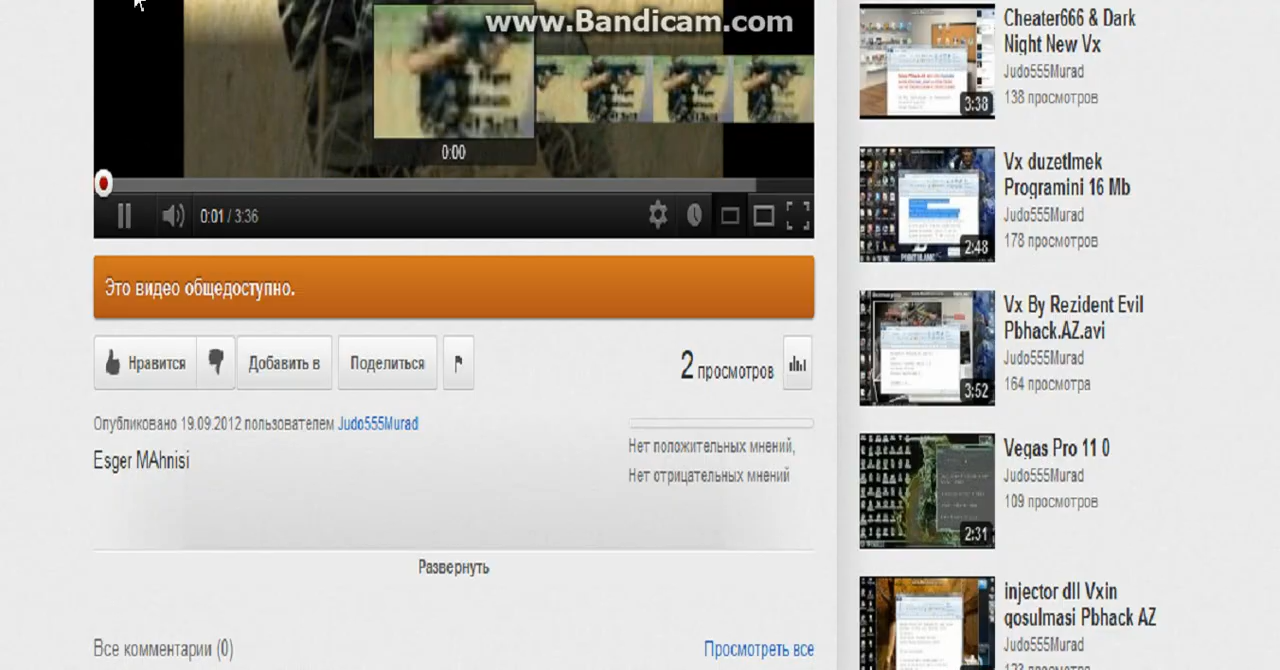 www.Bandicam.com
0:00
0:01 / 3:36
Это видео общедоступно.
Нравится
Добавить в
Поделиться
2 просмотров
Опубликовано 19.09.2012 пользователем Judo555Murad
Esger MAhnisi
Нет положительных мнений,
Нет отрицательных мнений
Развернуть
Все комментарии (0)
Просмотреть все
Cheater666 & Dark
Night New Vx
Judo555Murad
138 просмотров
3:38
Vx duzetlmek
Programini 16 Mb
Judo555Murad
178 просмотров
2:48
Vx By Rezident Evil
Pbhack.AZ.avi
Judo555Murad
164 просмотра
3:52
Vegas Pro 11 0
Judo555Murad
109 просмотров
2:31
injector dll Vxin
qosulmasi Pbhack AZ
Judo555Murad